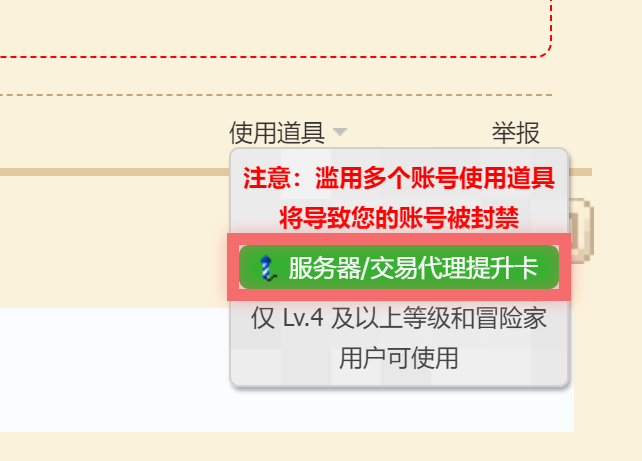 使用道具 举报
注意：滥用多个账号使用道具
将导致您的账号被封禁
服务器/交易代理提升卡
仅 Lv.4 及以上等级和冒险家
用户可使用